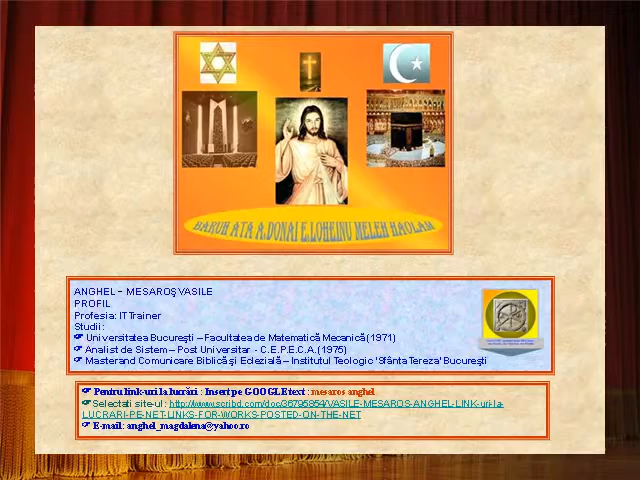 BARUH ATA A.DONAI E.LOHEINU MELEH HAOLAM
ANGHEL - MESAROŞ VASILE
PROFIL
Profesia: IT Trainer
Studii:
☞ Universitatea Bucureşti – Facultatea de Matematică Mecanică (1971)
☞ Analist de Sistem – Post Universitar - C.E.P.E.C.A. (1975)
☞ Masterand Comunicare Biblică şi Eclezială – Institutul Teologic 'Sfânta Tereza' Bucureşti
☞ Pentru link-uri la lucrări : Insert pe GOOGLE text : mesaros anghel
☞ Selectati site-ul : http://www.scribd.com/doc/36795854/VASILE-MESAROS-ANGHEL-LINK-uri-la-
LUCRARI-PE-NET-LINKS-FOR-WORKS-POSTED-ON-THE-NET
☞ E-mail: anghel_magdalena@yahoo.ro